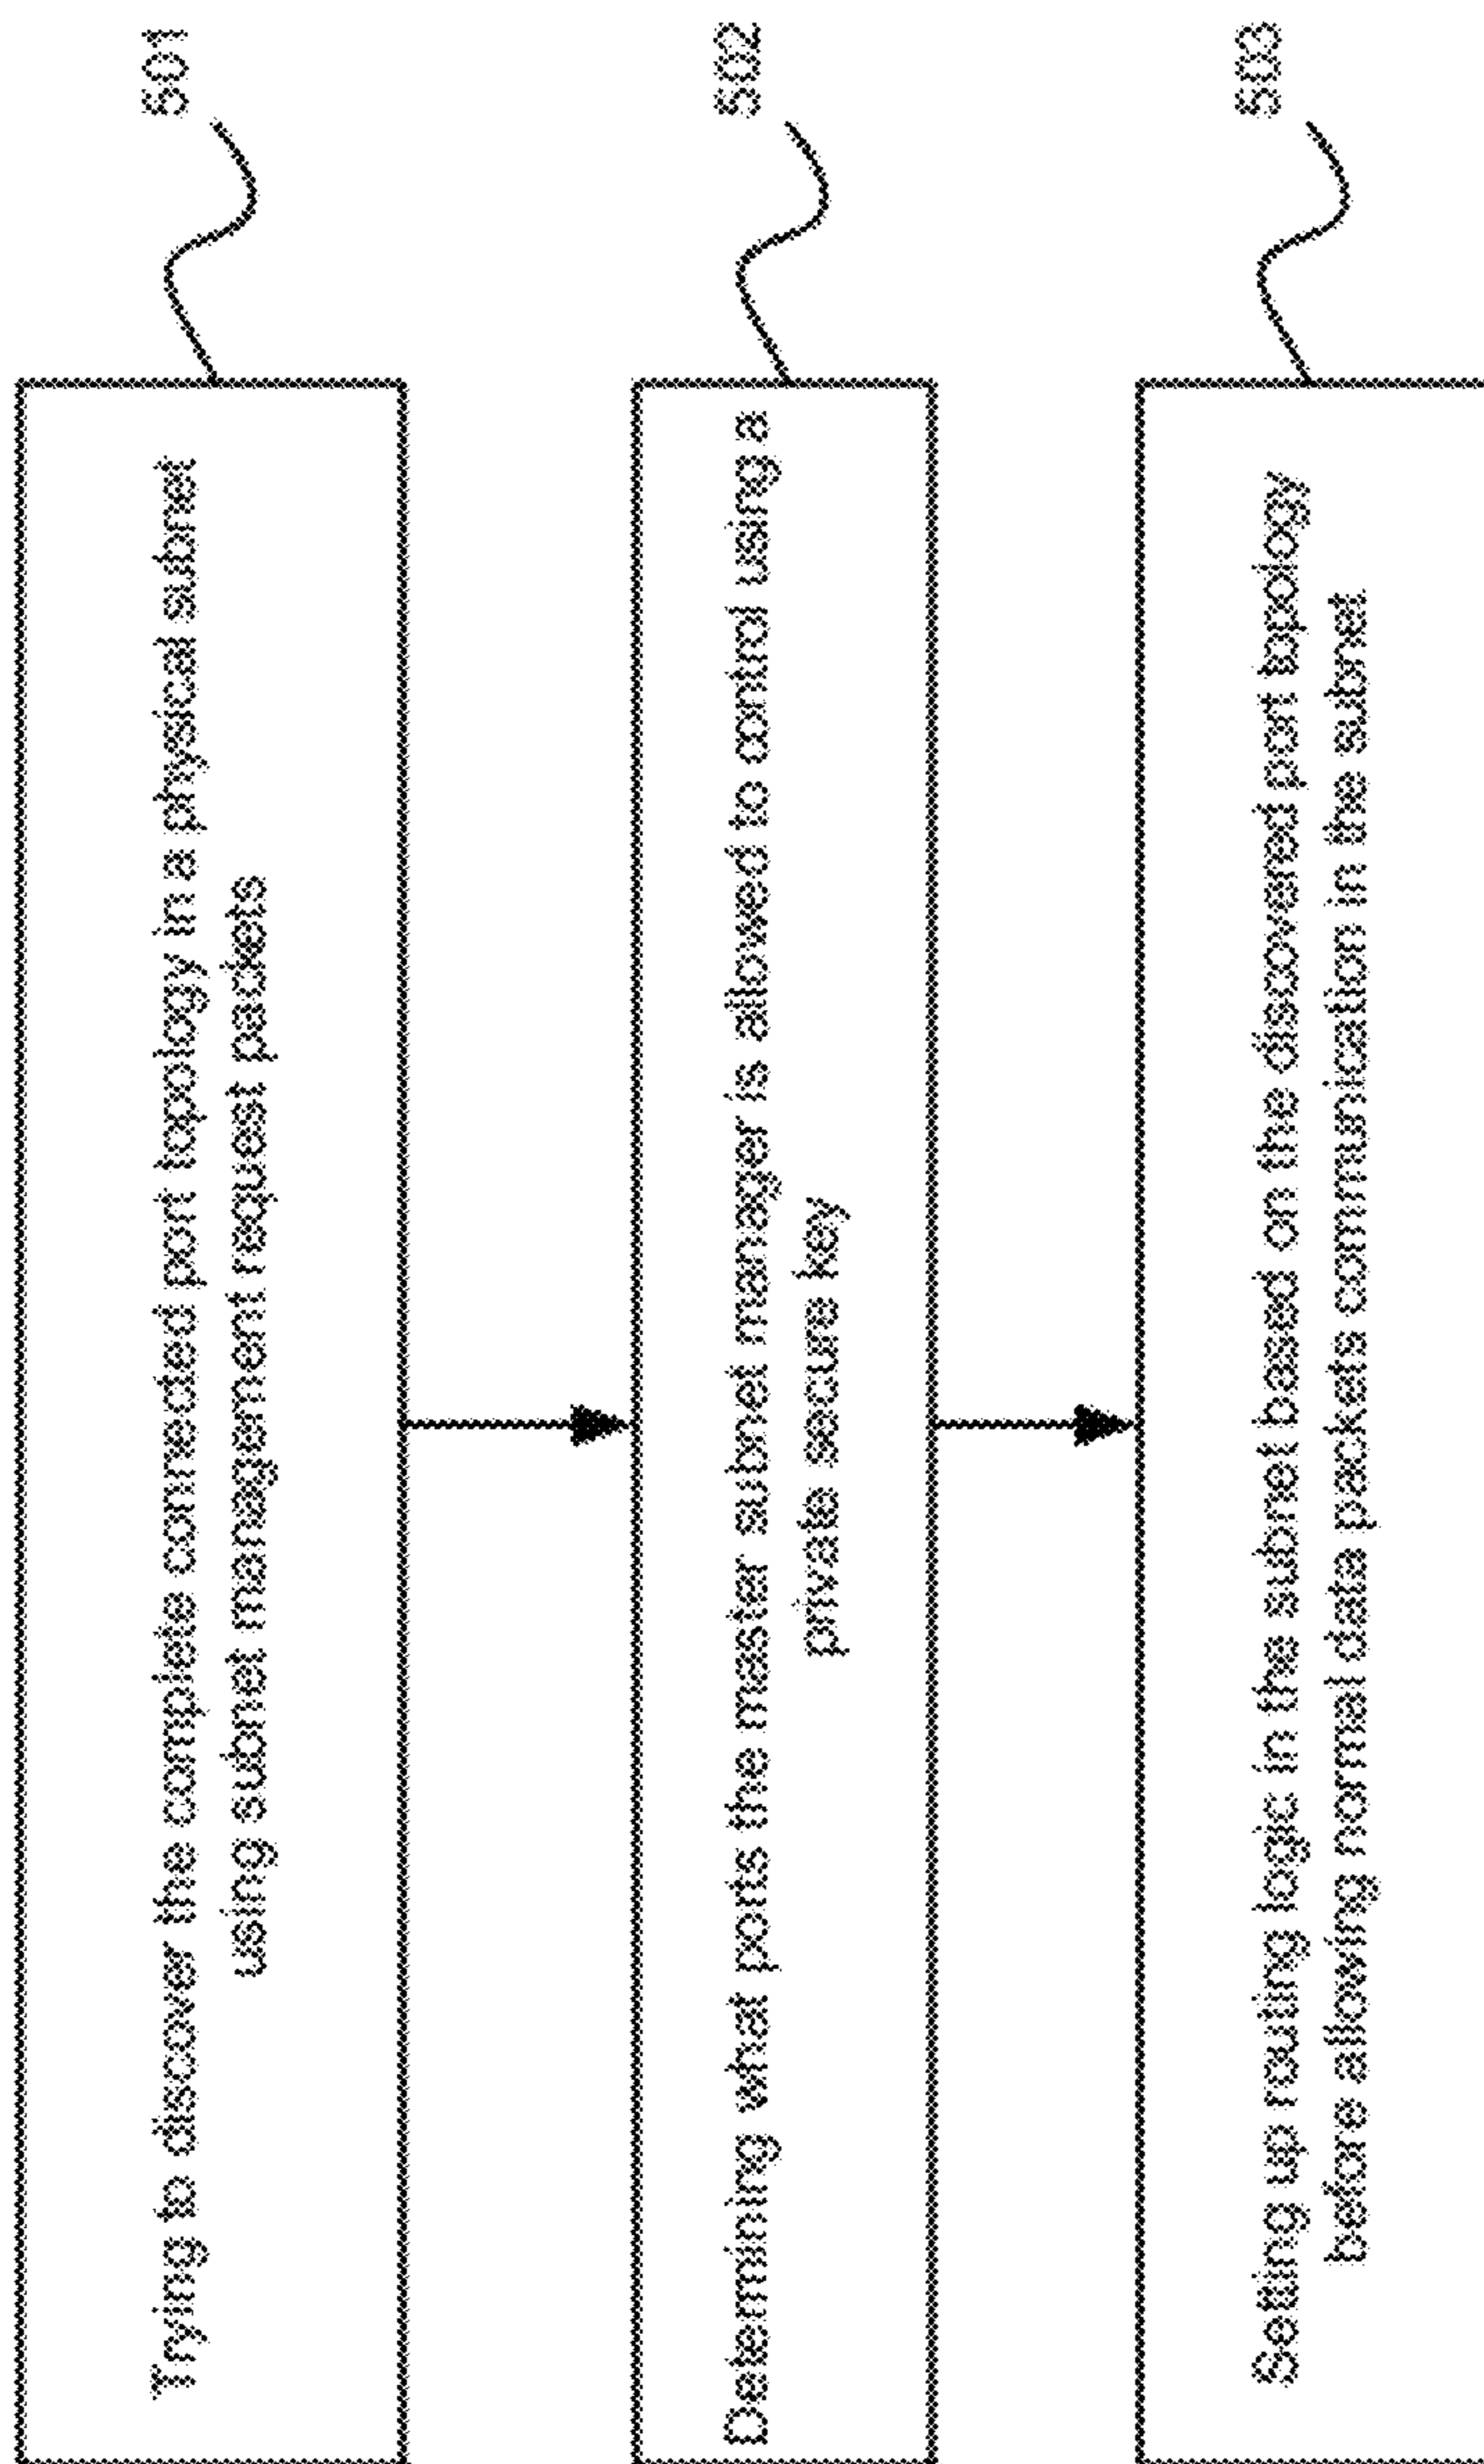 Trying to discover the complete connected port topology in a physical subnet
using subnet management request packets
501
Determining what ports the master subnet manager is allowed to control using a
private secure key
502
Setting up routing logic in the subnet based on the discovered port topology
before allowing normal data packets communication in the subnet
503